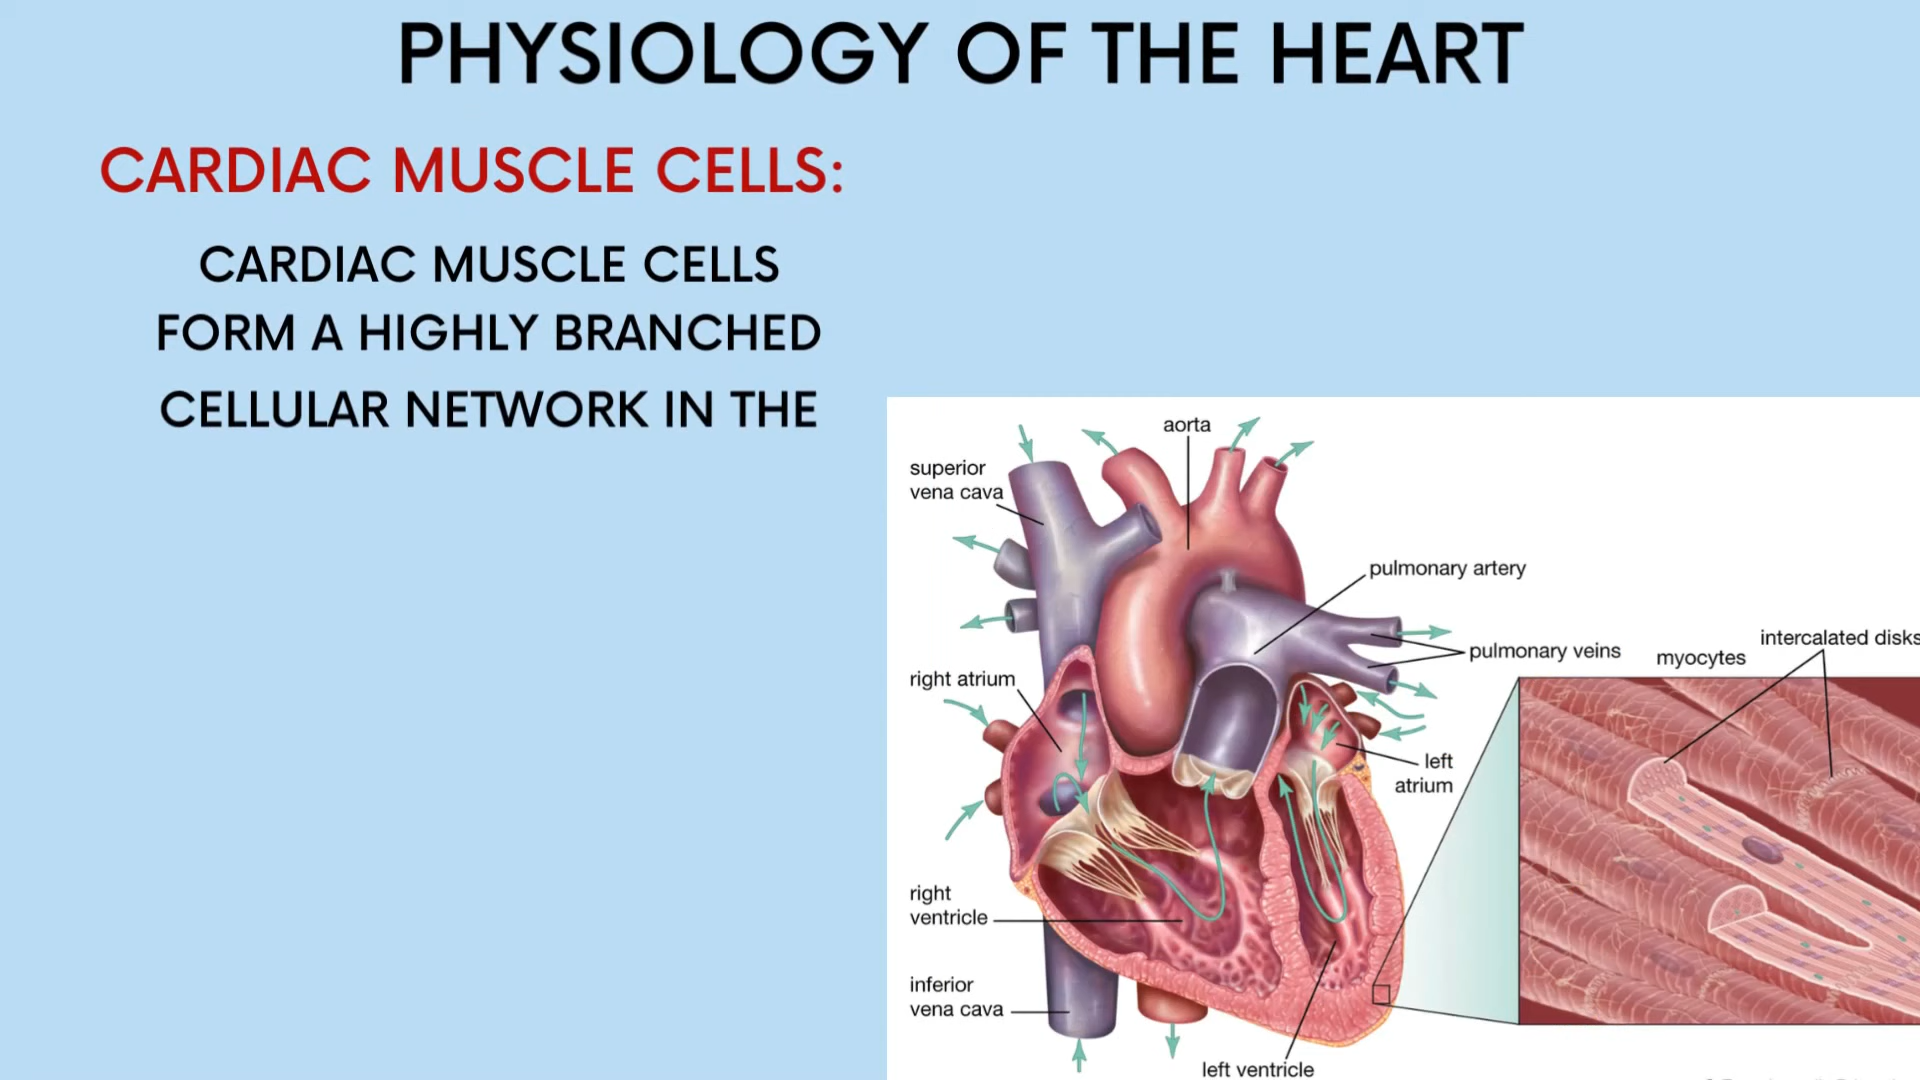 PHYSIOLOGY OF THE HEART
CARDIAC MUSCLE CELLS:
CARDIAC MUSCLE CELLS
FORM A HIGHLY BRANCHED
CELLULAR NETWORK IN THE
aorta
superior
vena cava
pulmonary artery
intercalated disks
pulmonary veins
myocytes
right atrium
left
atrium
right
ventricle
inferior
vena cava
left ventricle